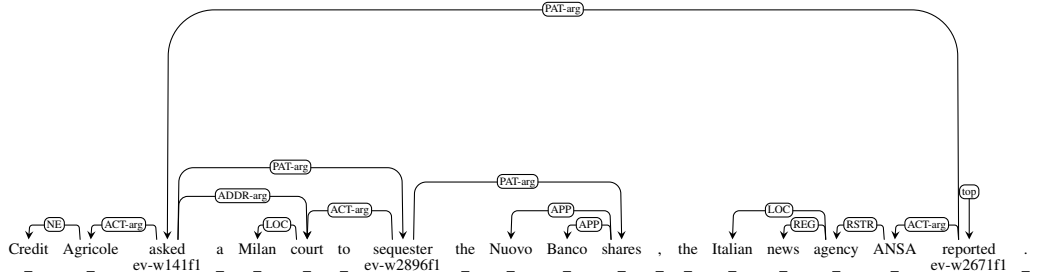 PAT-arg
PAT-arg
PAT-arg
top
ADDR-arg
APP
LOC
ACT-arg
NE
ACT-arg
LOC
APP
REG
RSTR
ACT-arg
Credit Agricole asked a Milan court to sequester the Nuovo Banco shares , the Italian news agency ANSA reported .
_ _ ev-w141f1 _ _ _ _ ev-w2896f1 _ _ _ _ _ _ _ _ _ _ ev-w2671f1 _